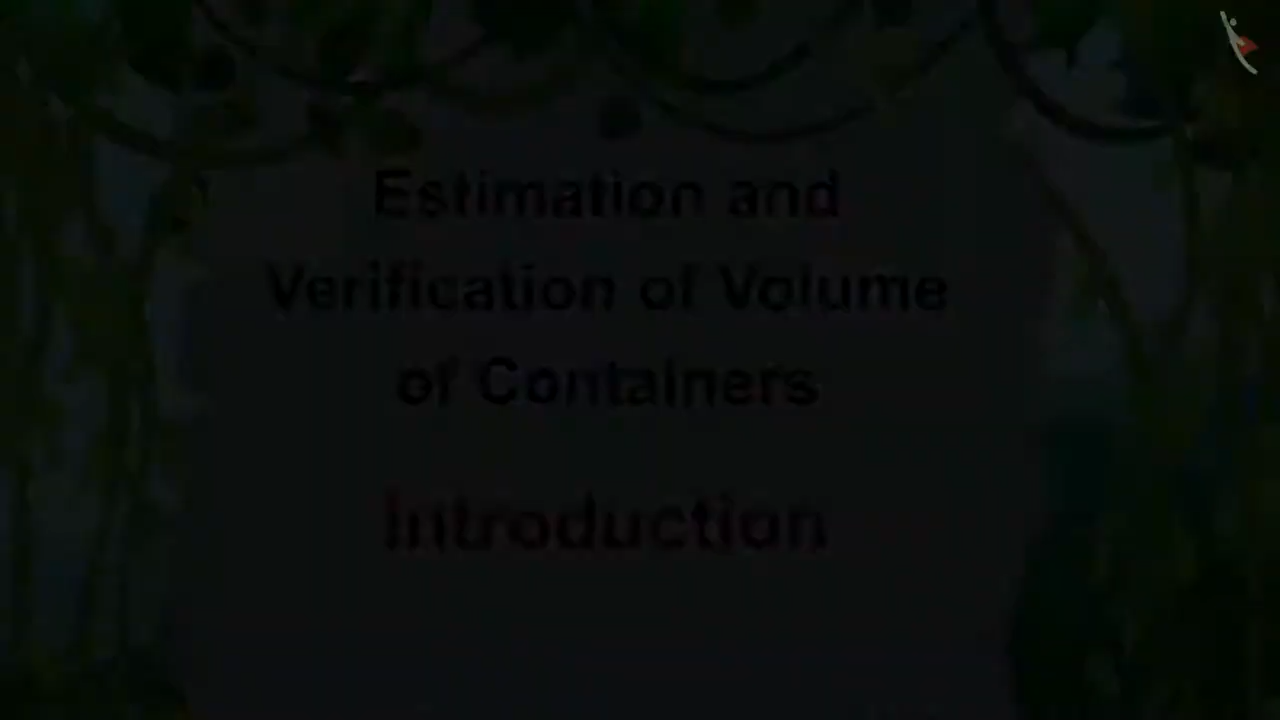 Estimation and
Verification of Volume
of Containers
Introduction